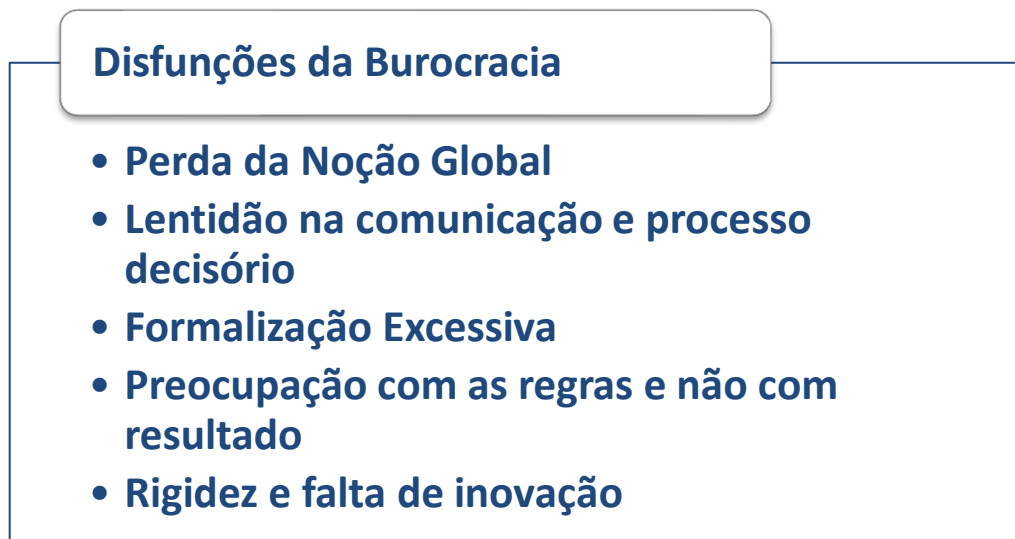 Disfunções da Burocracia
• Perda da Noção Global
• Lentidão na comunicação e processo
decisório
• Formalização Excessiva
• Preocupação com as regras e não com
resultado
• Rigidez e falta de inovação